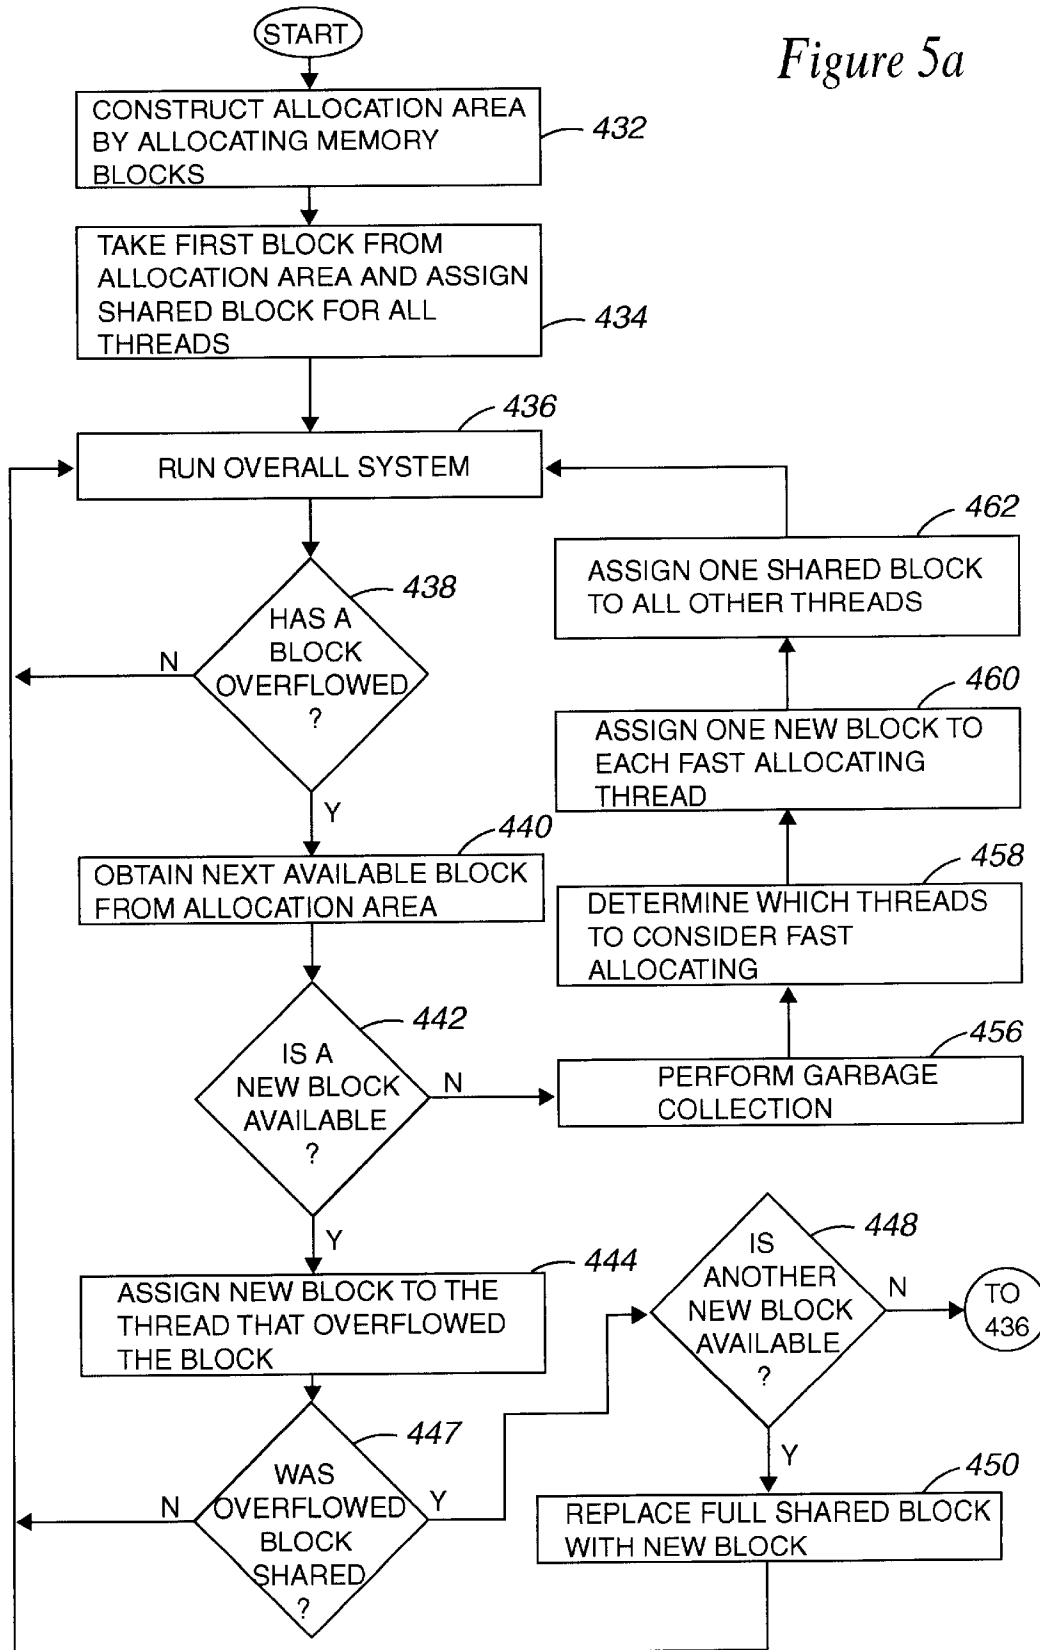 Figure 5a
START
CONSTRUCT ALLOCATION AREA
BY ALLOCATING MEMORY
BLOCKS
432
TAKE FIRST BLOCK FROM
ALLOCATION AREA AND ASSIGN
SHARED BLOCK FOR ALL
THREADS
434
436
RUN OVERALL SYSTEM
438
HAS A
BLOCK
OVERFLOWED
?
N
Y
440
OBTAIN NEXT AVAILABLE BLOCK
FROM ALLOCATION AREA
442
IS A
NEW BLOCK
AVAILABLE
?
N
Y
444
ASSIGN NEW BLOCK TO THE
THREAD THAT OVERFLOWED
THE BLOCK
447
WAS
OVERFLOWED
BLOCK
SHARED
?
N
Y
448
IS
ANOTHER
NEW BLOCK
AVAILABLE
?
N
TO
436
Y
450
REPLACE FULL SHARED BLOCK
WITH NEW BLOCK
456
PERFORM GARBAGE
COLLECTION
458
DETERMINE WHICH THREADS
TO CONSIDER FAST
ALLOCATING
460
ASSIGN ONE NEW BLOCK TO
EACH FAST ALLOCATING
THREAD
462
ASSIGN ONE SHARED BLOCK
TO ALL OTHER THREADS